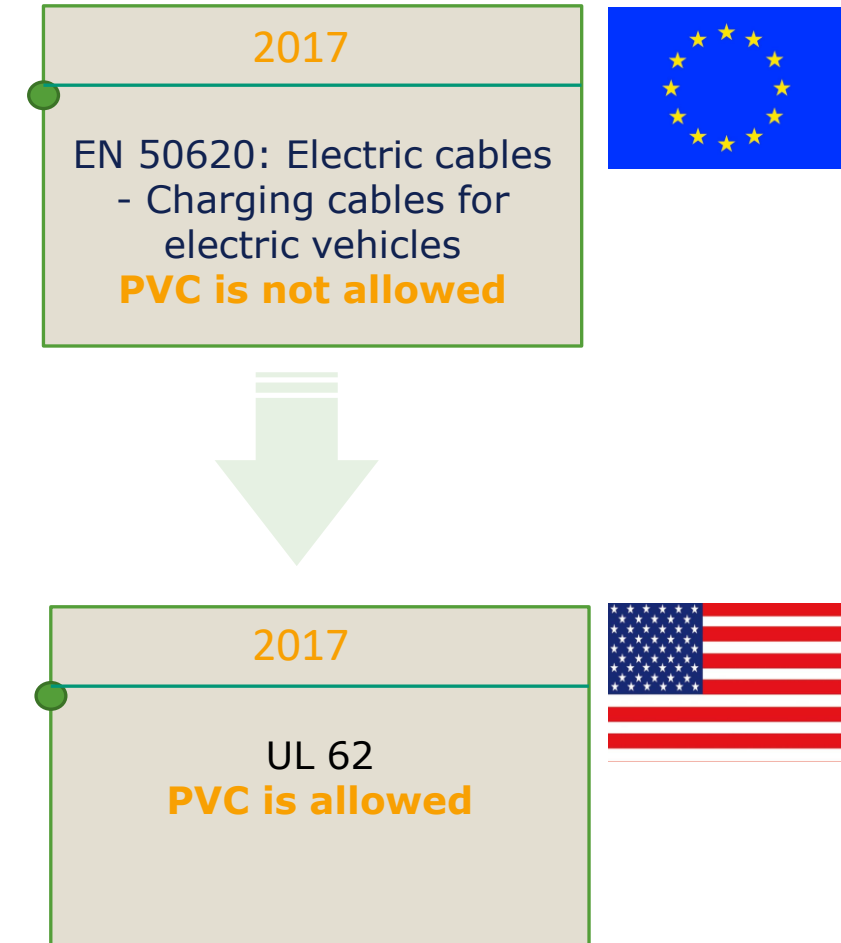 2017
EN 50620: Electric cables
- Charging cables for
electric vehicles
PVC is not allowed
2017
UL 62
PVC is allowed